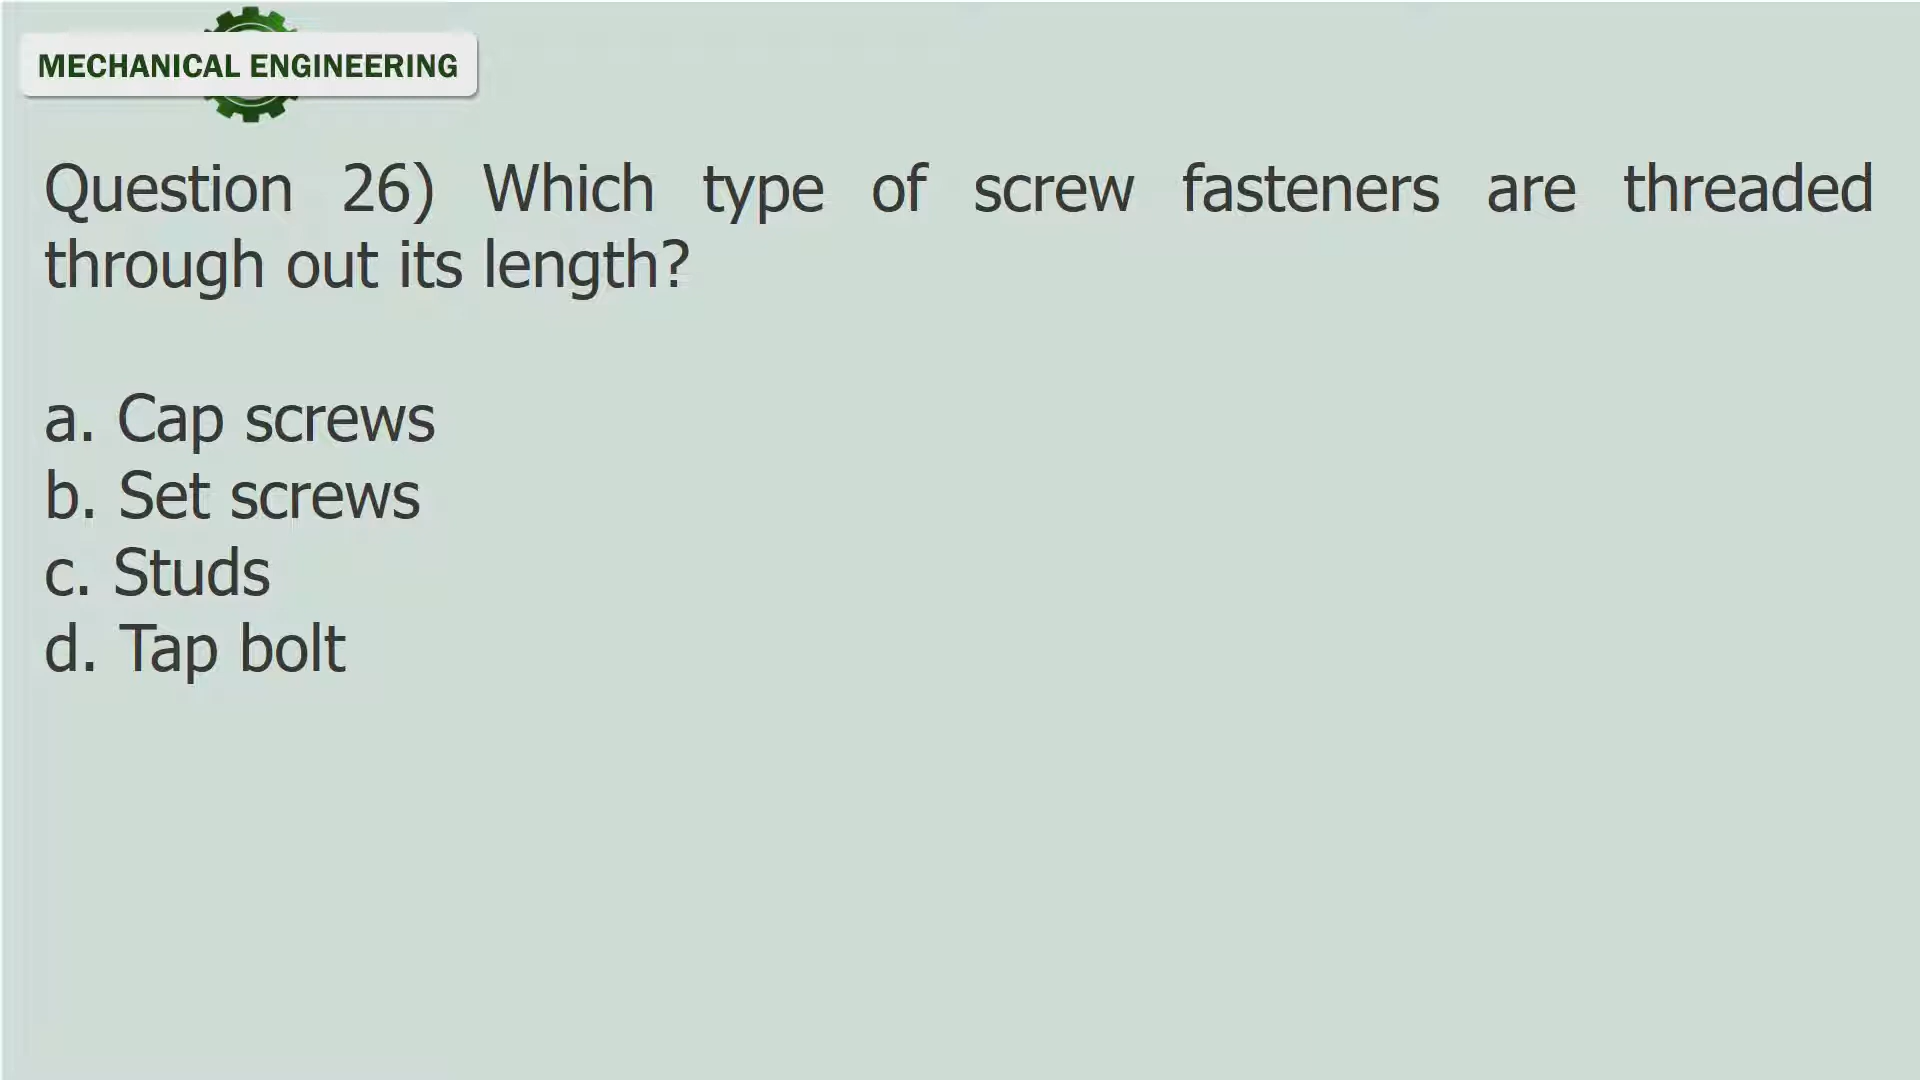 MECHANICAL ENGINEERING
Question 26) Which type of screw fasteners are threaded
through out its length?
a. Cap screws
b. Set screws
c. Studs
d. Tap bolt